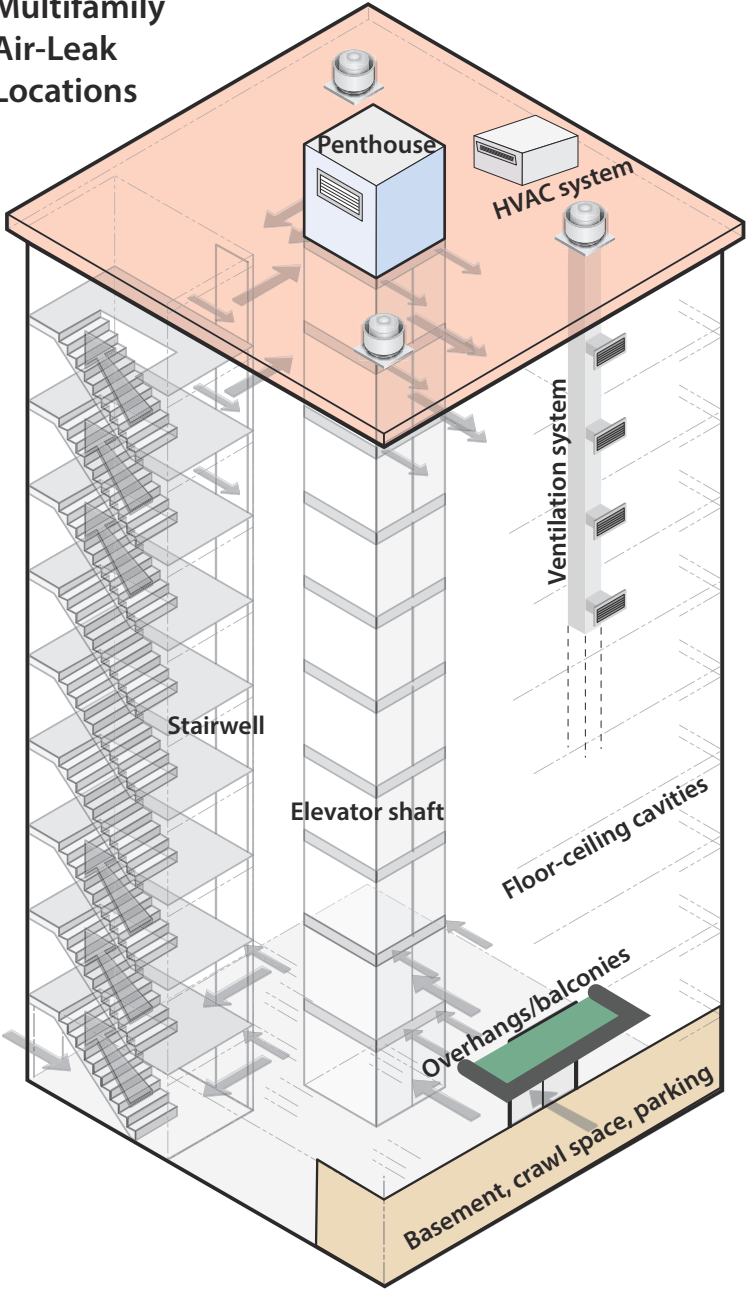 Multifamily
Air-Leak
Locations
Penthouse
HVAC system
Ventilation system
Stairwell
Elevator shaft
Floor-ceiling cavities
Overhangs/balconies
Basement, crawl space, parking